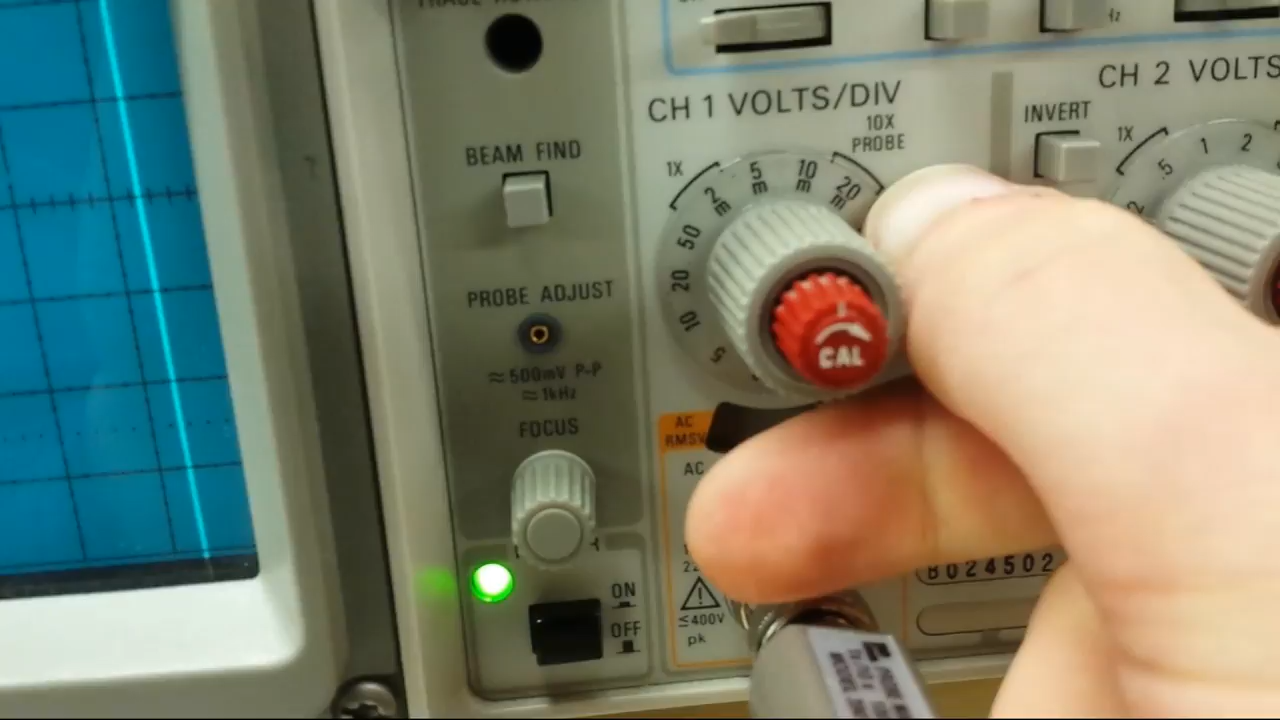 CH 1 VOLTS/DIV
CH 2 VOLTS
10X
PROBE
INVERT
1X
1X
BEAM FIND
2 m
5 m
10 m
20 m
50
20
10
5
.5
1
2
2
PROBE ADJUST
≈500mV P-P
≈1kHz
CAL
FOCUS
AC
RMSV
AC
ON
OFF
≤400V
pk
B024502